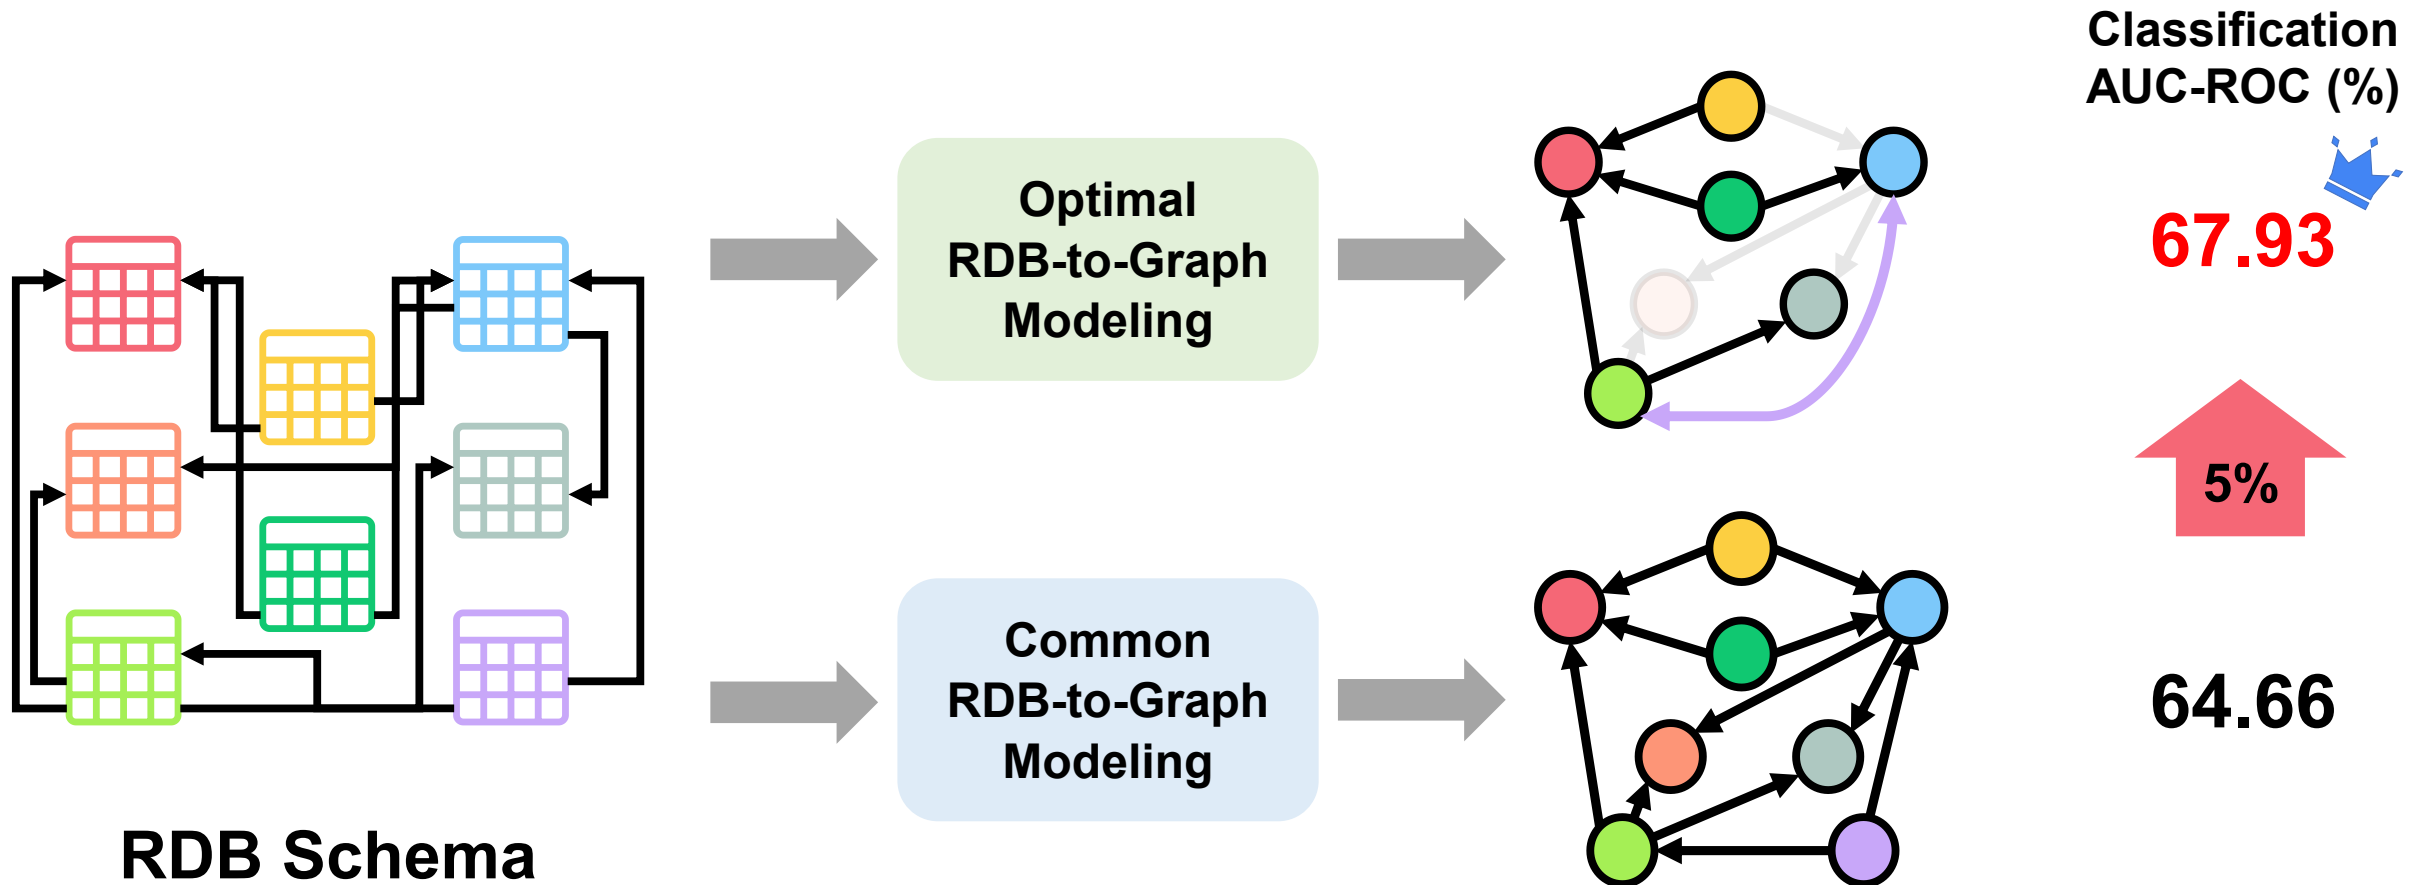 Classification
AUC-ROC (%)
Optimal
RDB-to-Graph
Modeling
67.93
5%
Common
RDB-to-Graph
Modeling
64.66
RDB Schema